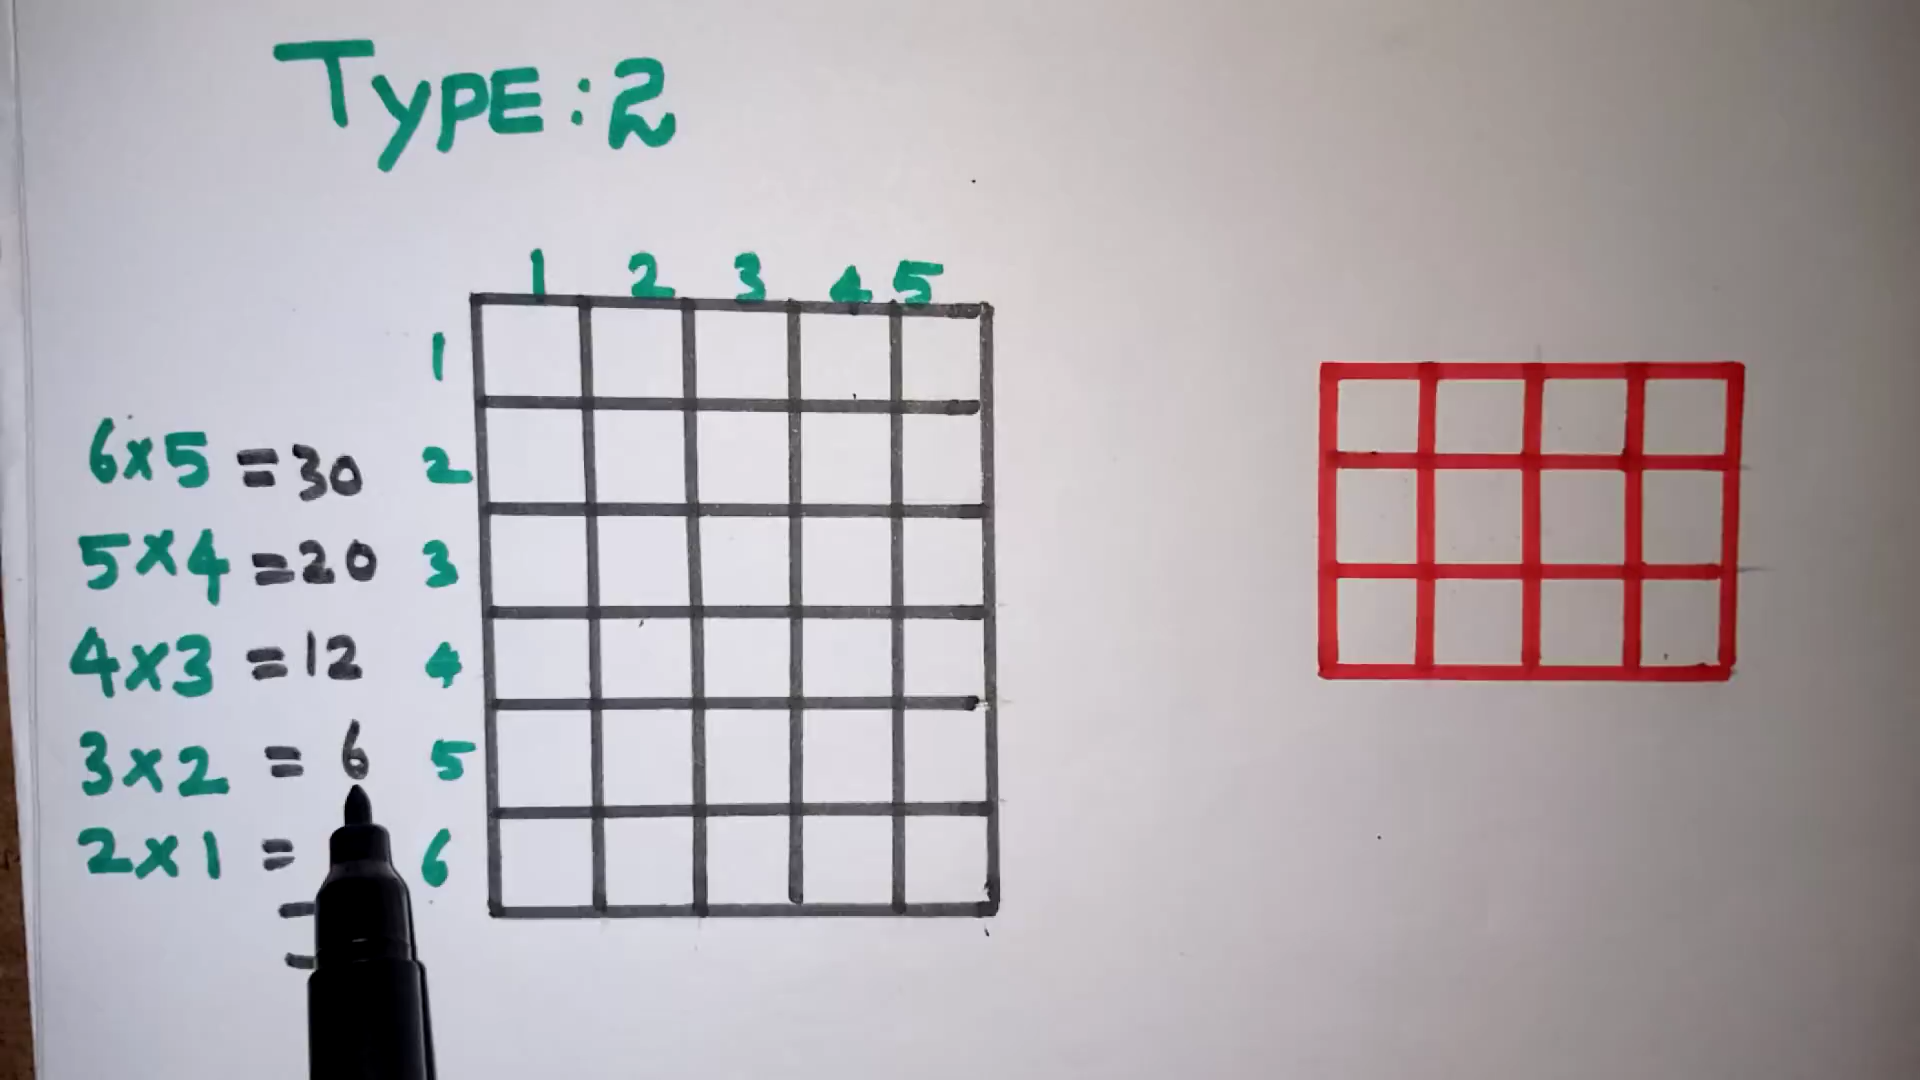 TYPE:2
1 2 3 4 5
1
6x5 = 30 2
5x4 = 20 3
4x3 = 12 4
3x2 = 6 5
2x1 = 6